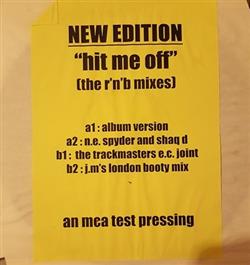 NEW EDITION
“hit me off”
(the r'n'b mixes)
a1 : album version
a2 : n.e. spyder and shaq d
b1 : the trackmasters e.c. joint
b2 : j.m's london booty mix
an mca test pressing